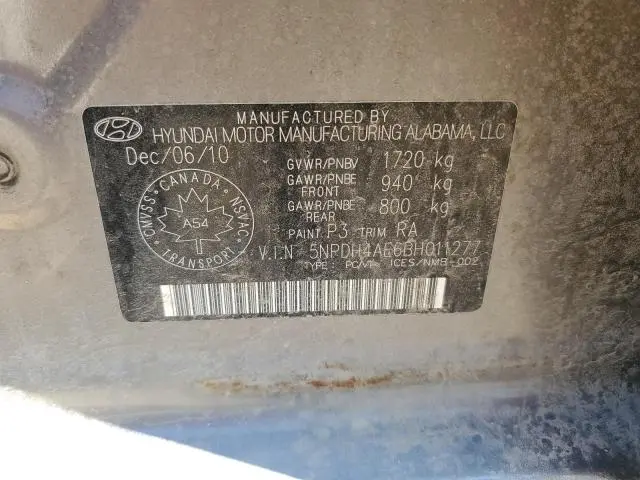 MANUFACTURED BY
HYUNDAI MOTOR MANUFACTURING ALABAMA, LLC
Dec/06/10
GVWR/PNBV 1720 kg
GAWR/PNBE FRONT 940 kg
GAWR/PNBE REAR 800 kg
PAINT P3 TRIM RA
V.I.N 5NPDH4AE6BH011277
TYPE : PC/VT ICES/NMB-002
CANADA
CMVSS NSVAC
A54
TRANSPORT